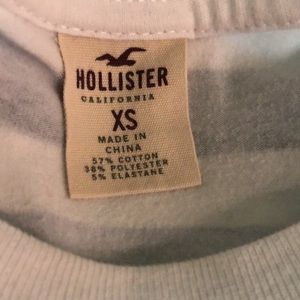 HOLLISTER
CALIFORNIA
XS
MADE IN
CHINA
57% COTTON
38% POLYESTER
5% ELASTANE